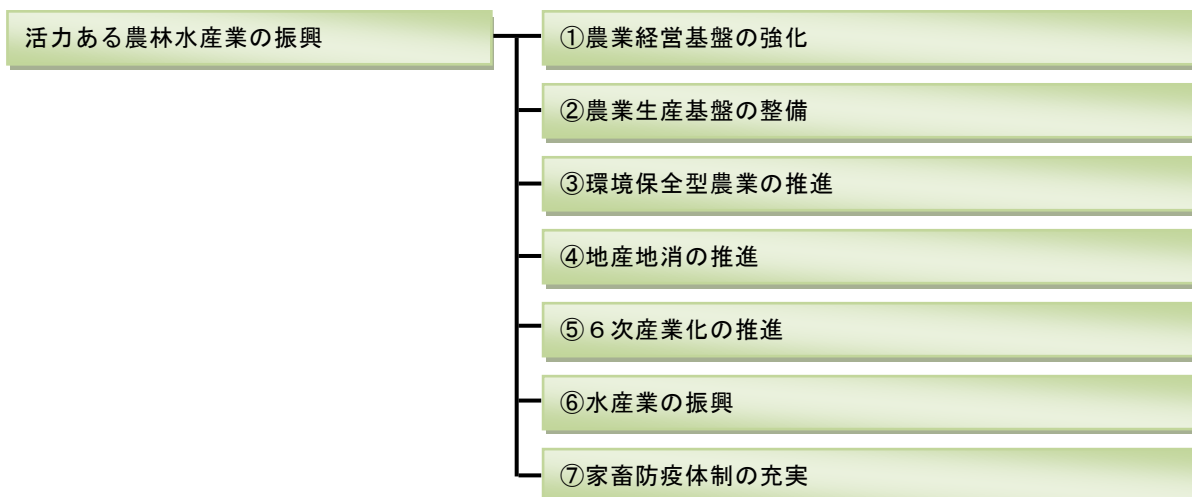 活力ある農林水産業の振興
①農業経営基盤の強化
②農業生産基盤の整備
③環境保全型農業の推進
④地産地消の推進
⑤６次産業化の推進
⑥水産業の振興
⑦家畜防疫体制の充実